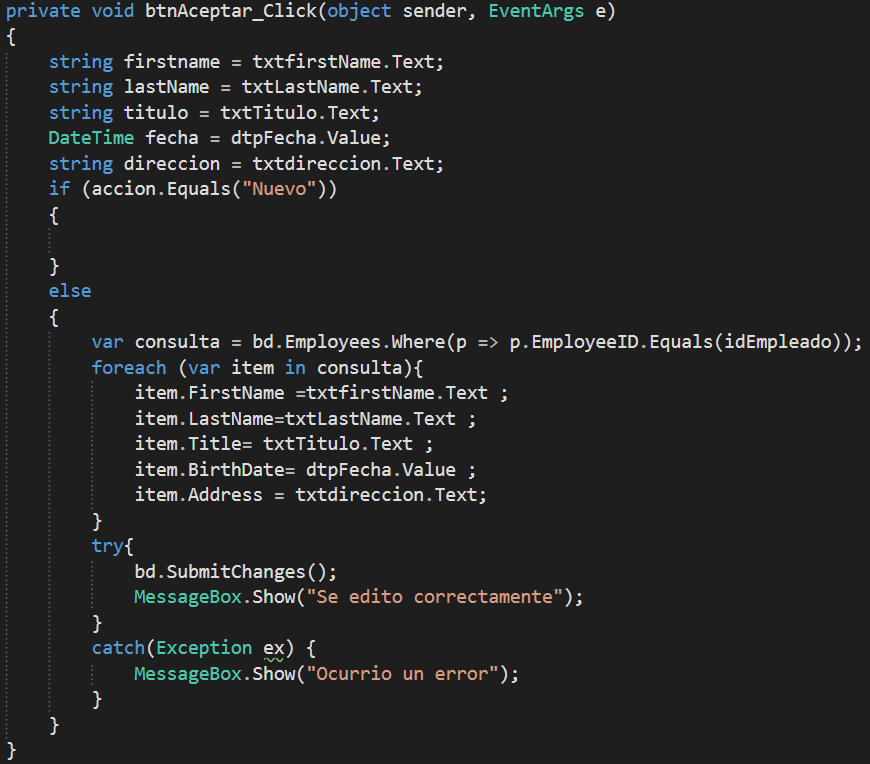 private void btnAceptar_Click(object sender, EventArgs e)
{
    string firstname = txtfirstName.Text;
    string lastName = txtLastName.Text;
    string titulo = txtTitulo.Text;
    DateTime fecha = dtpFecha.Value;
    string direccion = txtdireccion.Text;
    if (accion.Equals("Nuevo"))
    {
    }
    else
    {
        var consulta = bd.Employees.Where(p => p.EmployeeID.Equals(idEmpleado));
        foreach (var item in consulta){
            item.FirstName =txtfirstName.Text ;
            item.LastName=txtLastName.Text ;
            item.Title= txtTitulo.Text ;
            item.BirthDate= dtpFecha.Value ;
            item.Address = txtdireccion.Text;
        }
        try{
            bd.SubmitChanges();
            MessageBox.Show("Se edito correctamente");
        }
        catch(Exception ex) {
            MessageBox.Show("Ocurrio un error");
        }
    }
}